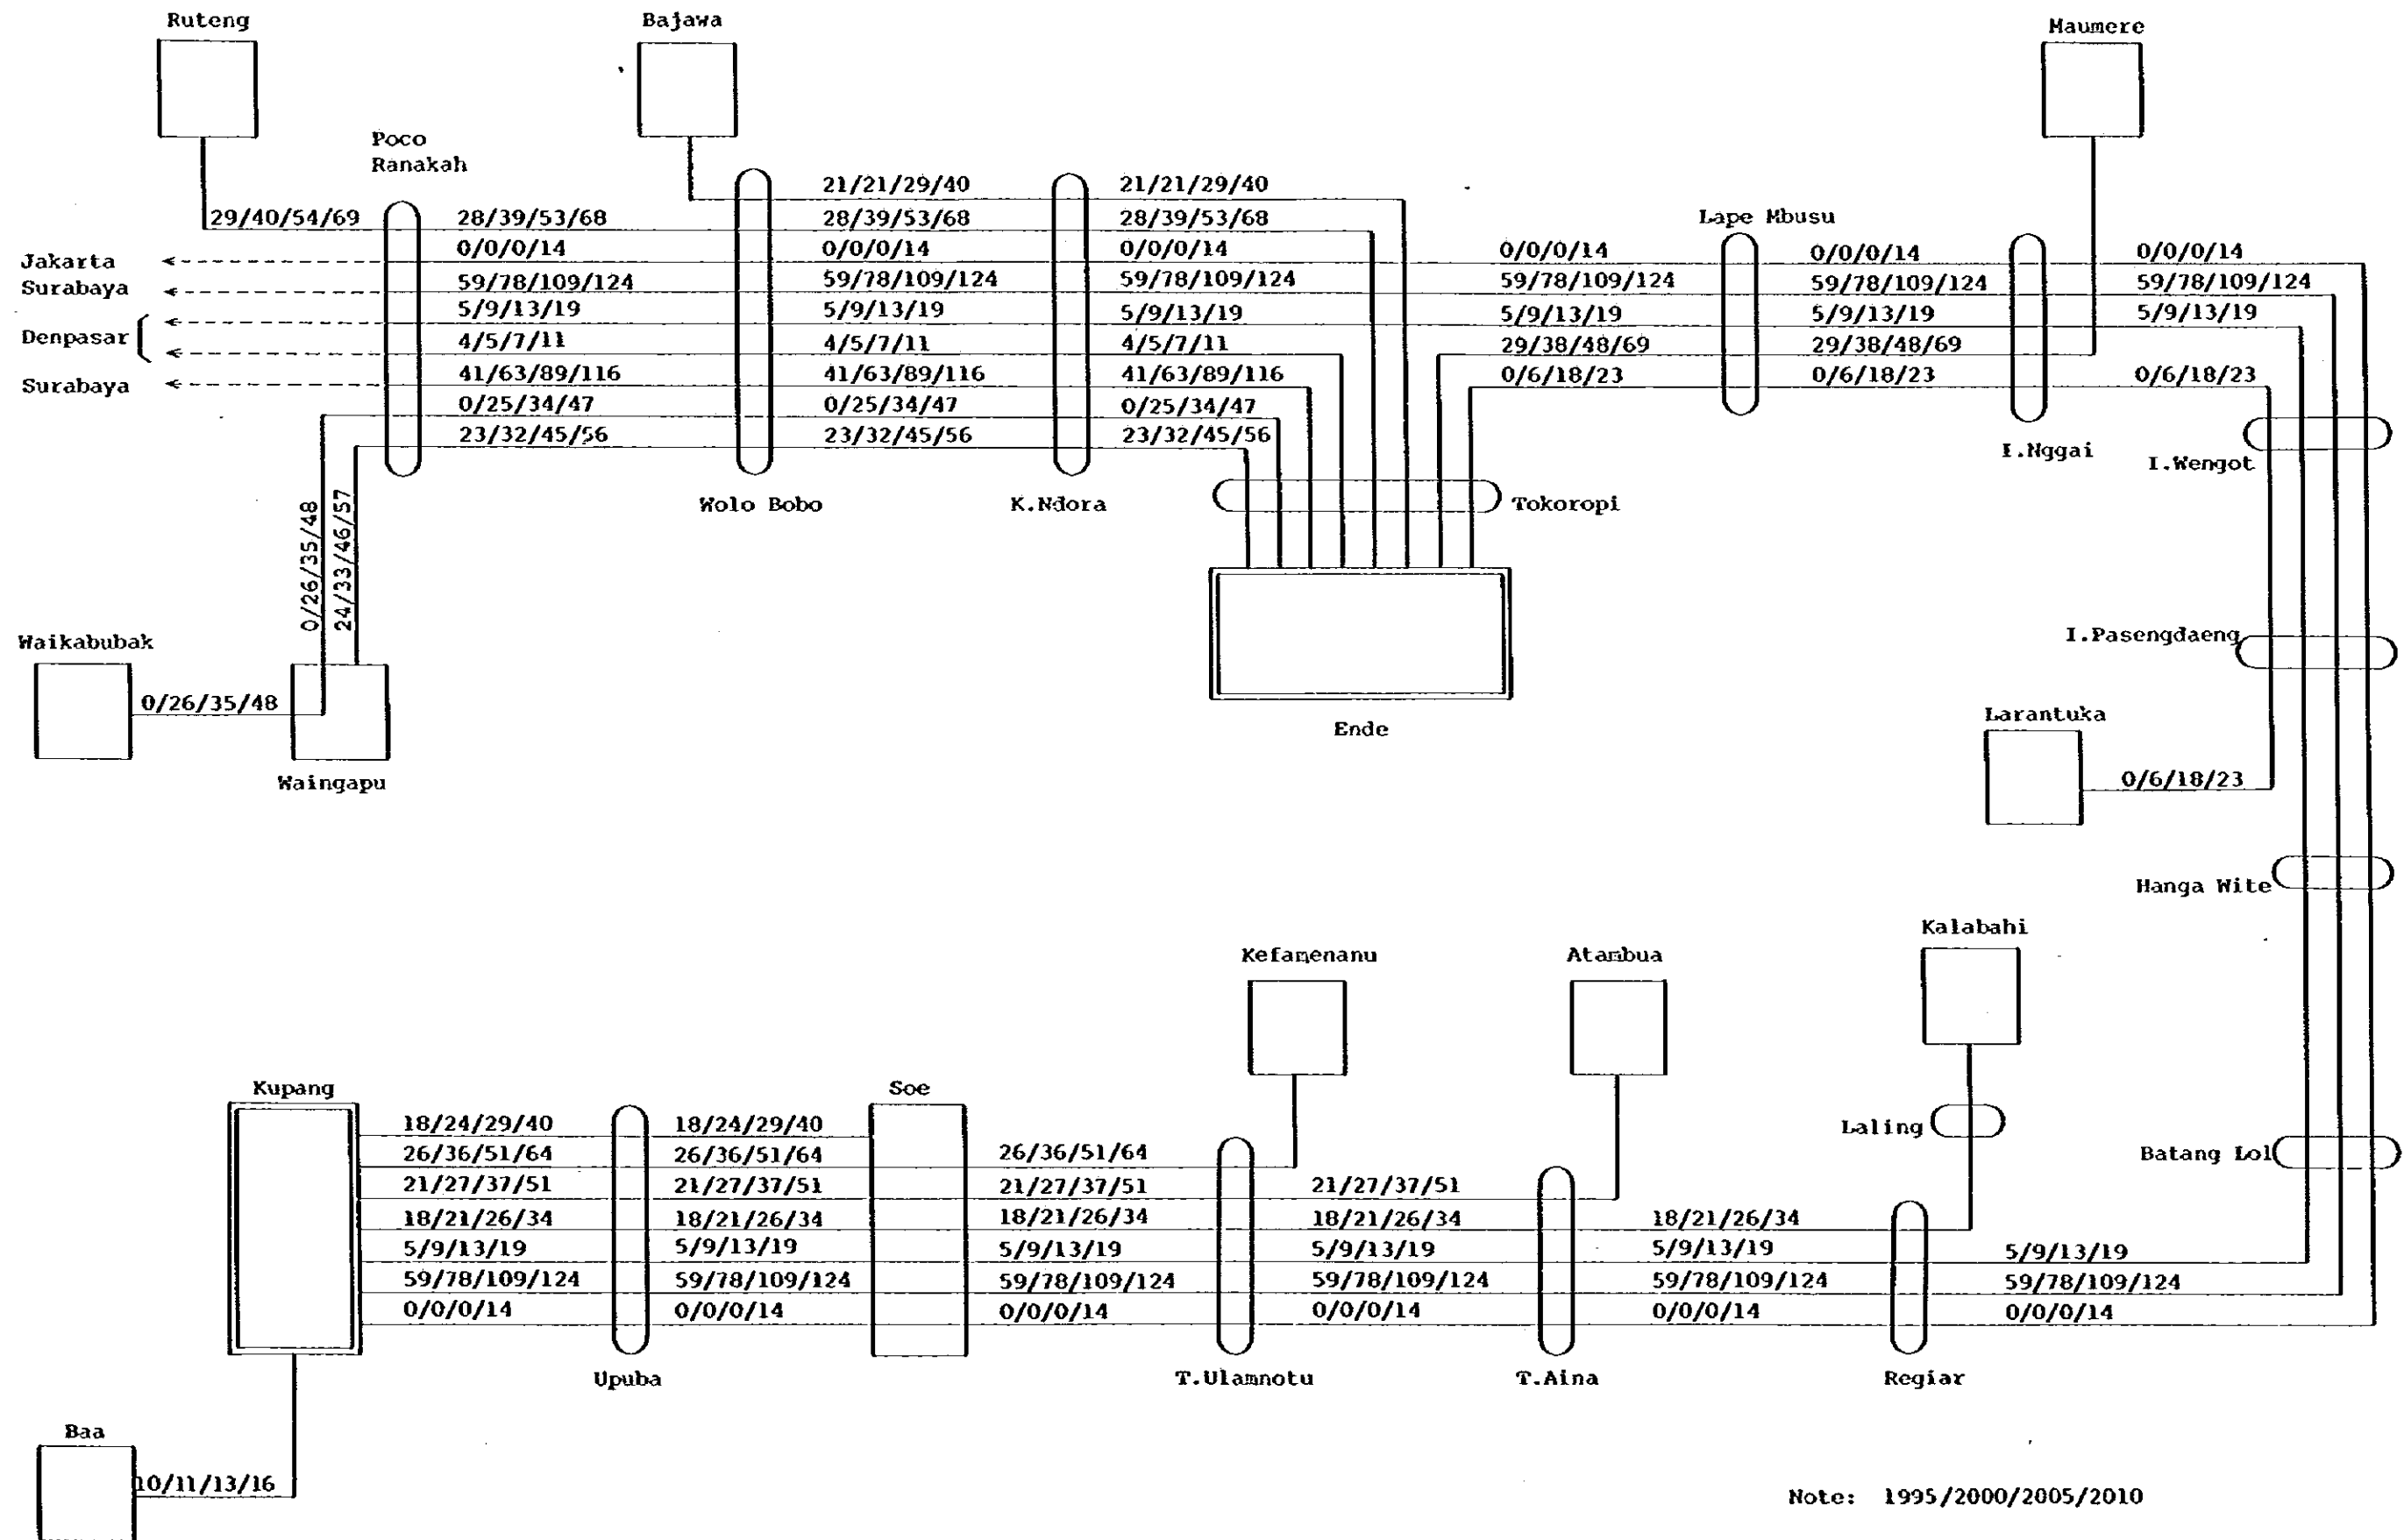 Ruteng
Bajawa
Maumere
Poco
Ranakah
21/21/29/40 21/21/29/40
29/40/54/69 28/39/53/68 28/39/53/68 28/39/53/68
Lape Mbusu
0/0/0/14 0/0/0/14 0/0/0/14 0/0/0/14 0/0/0/14 0/0/0/14
Jakarta
59/78/109/124 59/78/109/124 59/78/109/124 59/78/109/124 59/78/109/124 59/78/109/124
Surabaya
5/9/13/19 5/9/13/19 5/9/13/19 5/9/13/19 5/9/13/19 5/9/13/19
Denpasar
4/5/7/11 4/5/7/11 4/5/7/11 29/38/48/69 29/38/48/69
Surabaya
41/63/89/116 41/63/89/116 41/63/89/116 0/6/18/23 0/6/18/23 0/6/18/23
0/25/34/47 0/25/34/47 0/25/34/47
23/32/45/56 23/32/45/56 23/32/45/56
I.Nggai
I.Wengot
Wolo Bobo
K.Ndora
Tokoropi
0/26/35/48
24/33/46/57
Waikabubak
I.Pasengdaeng
0/26/35/48
Larantuka
Ende
Waingapu
0/6/18/23
Hanga Wite
Kalabahi
Kefamenanu
Atambua
Kupang
Soe
Laling
18/24/29/40 18/24/29/40
26/36/51/64 26/36/51/64 26/36/51/64
Batang Lol
21/27/37/51 21/27/37/51 21/27/37/51 21/27/37/51
18/21/26/34 18/21/26/34 18/21/26/34 18/21/26/34 18/21/26/34
5/9/13/19 5/9/13/19 5/9/13/19 5/9/13/19 5/9/13/19 5/9/13/19
59/78/109/124 59/78/109/124 59/78/109/124 59/78/109/124 59/78/109/124 59/78/109/124
0/0/0/14 0/0/0/14 0/0/0/14 0/0/0/14 0/0/0/14 0/0/0/14
Upuba
T.Ulamnotu
T.Aina
Regiar
Baa
10/11/13/16
Note: 1995/2000/2005/2010